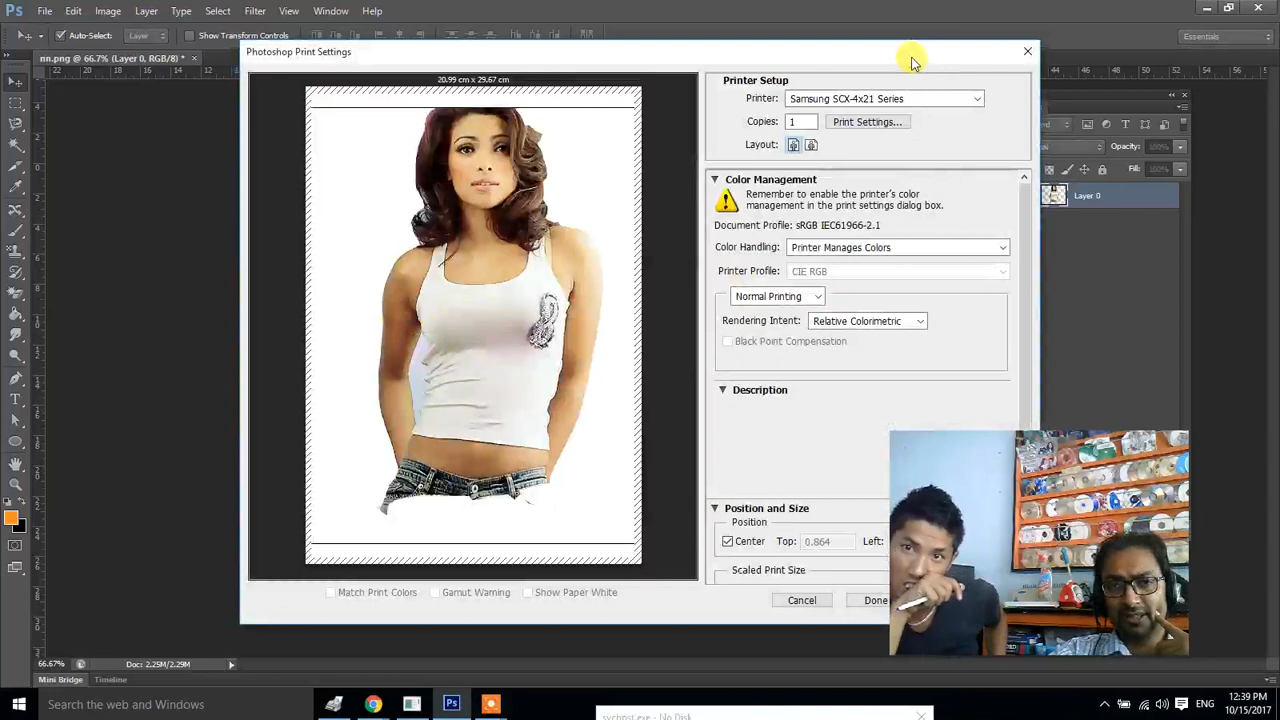 Ps File Edit Image Layer Type Select Filter View Window Help
Auto-Select: Layer Show Transform Controls Essentials
nn.png @ 66.7% (Layer 0, RGB/8) *
Photoshop Print Settings
20.99 cm x 29.67 cm
Printer Setup
Printer: Samsung SCX-4x21 Series
Copies: 1 Print Settings...
Layout:
Color Management
Remember to enable the printer's color
management in the print settings dialog box.
Document Profile: sRGB IEC61966-2.1
Color Handling: Printer Manages Colors
Printer Profile: CIE RGB
Normal Printing
Rendering Intent: Relative Colorimetric
Black Point Compensation
Description
Position and Size
Position
Center Top: 0.864 Left:
Scaled Print Size
Match Print Colors Gamut Warning Show Paper White
Cancel Done
Opacity:
Fill:
Layer 0
66.67% Doc: 2.25M/2.29M
Mini Bridge Timeline
Search the web and Windows
svchost.exe - No Disk
ENG
12:39 PM
10/15/2017